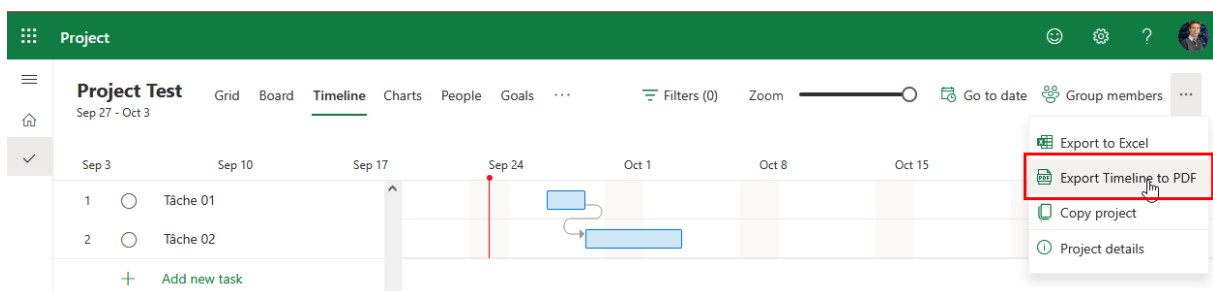 Project
Project Test
Sep 27 - Oct 3
Grid Board Timeline Charts People Goals ···
Filters (0) Zoom Go to date Group members ···
Export to Excel
PDF Export Timeline to PDF
Copy project
Project details
Sep 3 Sep 10 Sep 17 Sep 24 Oct 1 Oct 8 Oct 15
1 Tâche 01
2 Tâche 02
+ Add new task